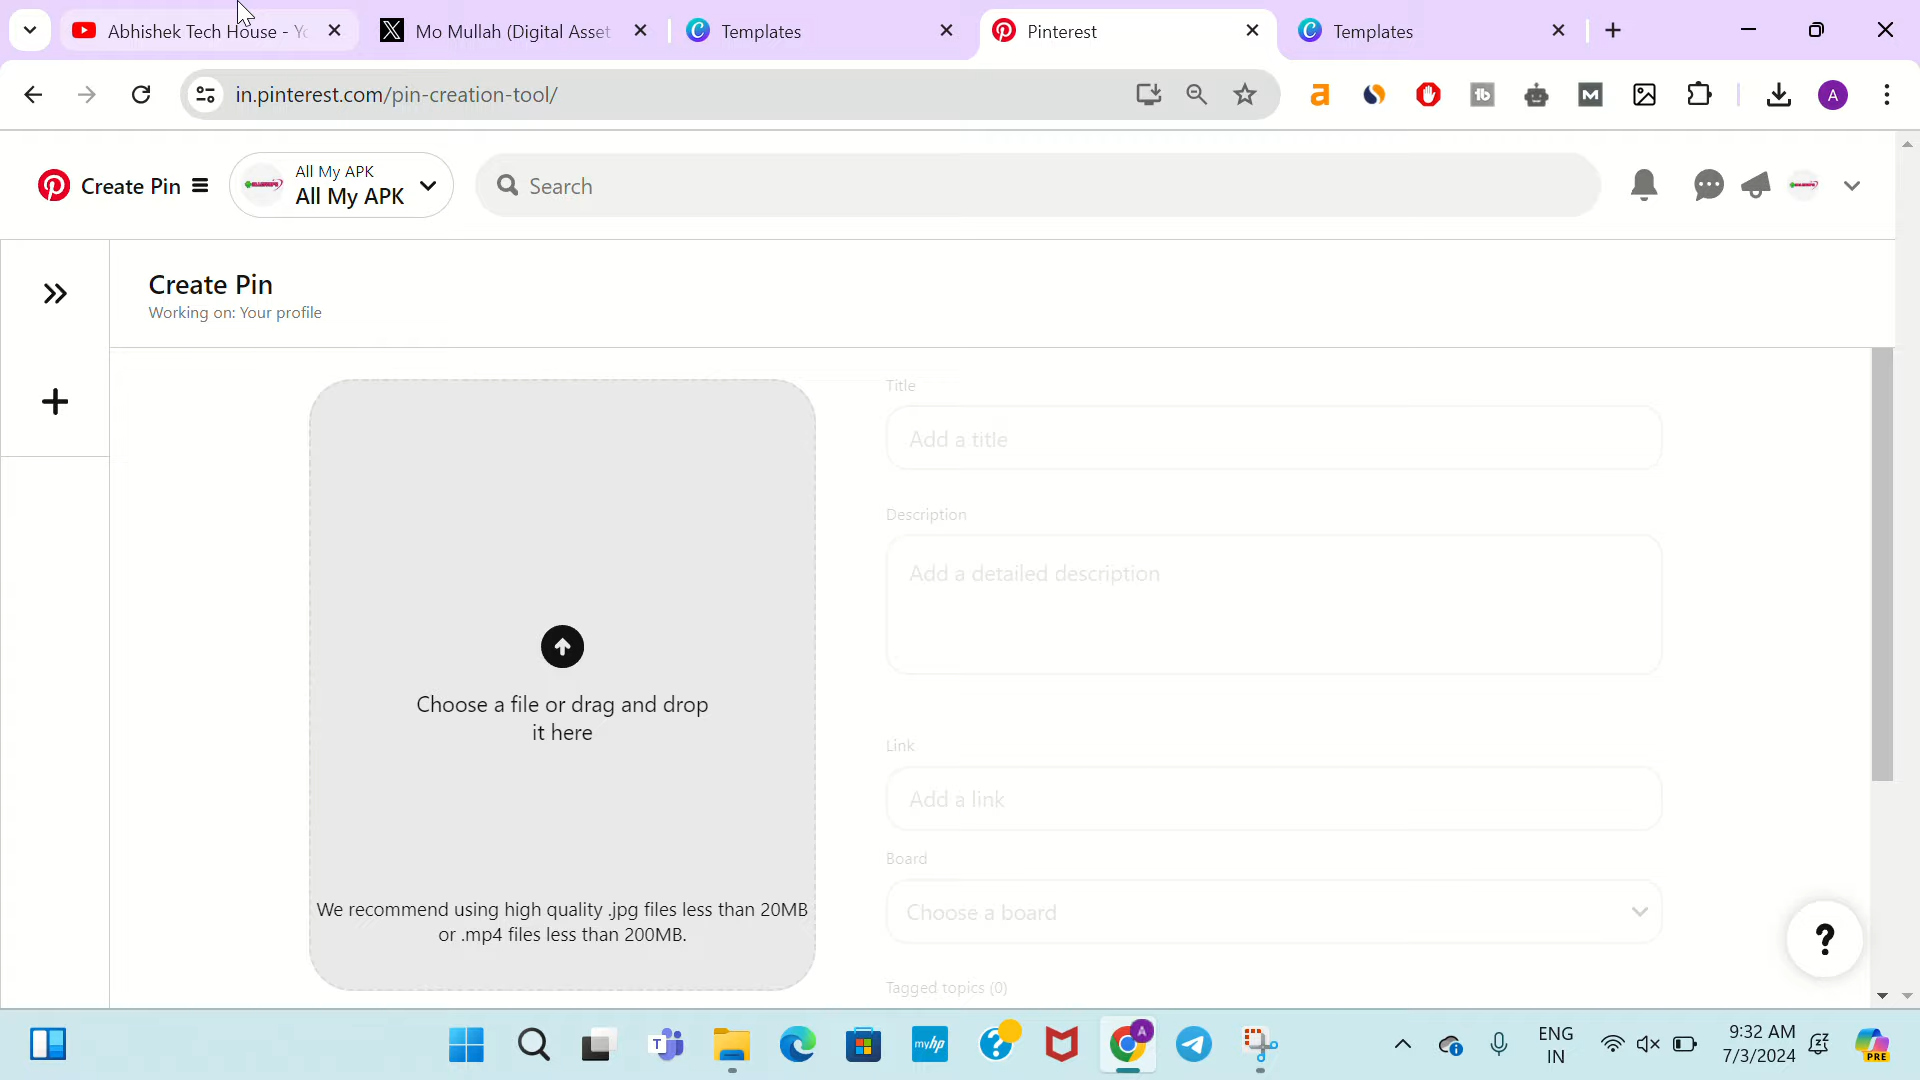 Abhishek Tech House - Yo
Mo Mullah (Digital Asset
Templates
Pinterest
Templates
in.pinterest.com/pin-creation-tool/
Create Pin
All My APK
All My APK
Search
Create Pin
Working on: Your profile
Title
Add a title
Choose a file or drag and drop
it here
We recommend using high quality .jpg files less than 20MB
or .mp4 files less than 200MB.
Description
Add a detailed description
Link
Add a link
Board
Choose a board
Tagged topics (0)
?
ENG
IN
9:32 AM
7/3/2024